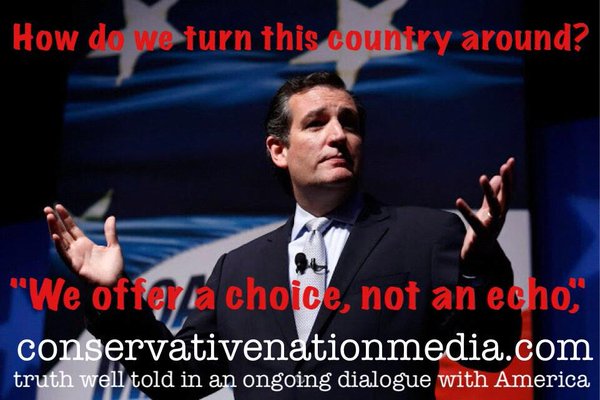 How do we turn this country around?
"We offer a choice, not an echo,"
conservativenationmedia.com
truth well told in an ongoing dialogue with America